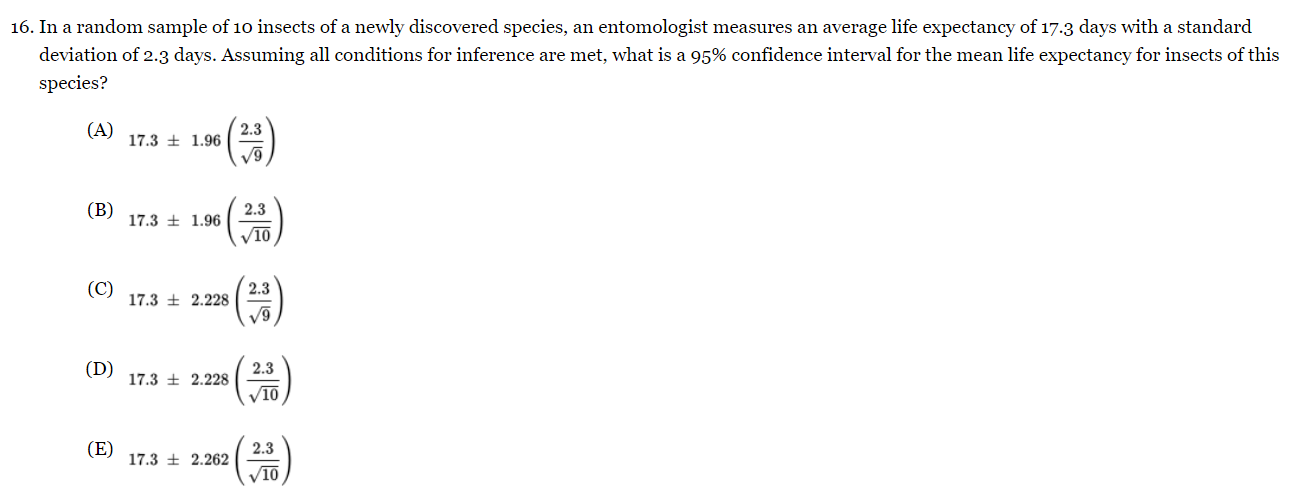 16. In a random sample of 10 insects of a newly discovered species, an entomologist measures an average life expectancy of 17.3 days with a standard
deviation of 2.3 days. Assuming all conditions for inference are met, what is a 95% confidence interval for the mean life expectancy for insects of this
species?
(A) 17.3 ± 1.96 (2.3/√9)
(B) 17.3 ± 1.96 (2.3/√10)
(C) 17.3 ± 2.228 (2.3/√9)
(D) 17.3 ± 2.228 (2.3/√10)
(E) 17.3 ± 2.262 (2.3/√10)